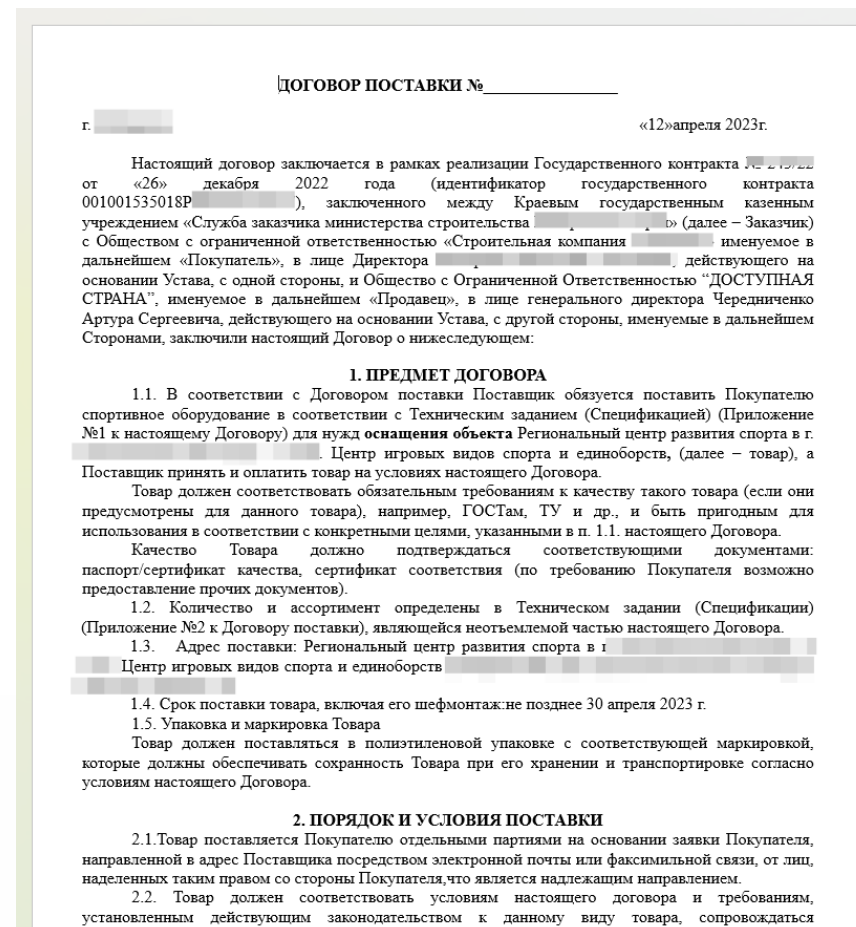 ДОГОВОР ПОСТАВКИ №________________
г. «12»апреля 2023г.
Настоящий договор заключается в рамках реализации Государственного контракта
от «26» декабря 2022 года (идентификатор государственного контракта
001001535018Р ), заключенного между Краевым государственным казенным
учреждением «Служба заказчика министерства строительства » (далее – Заказчик)
с Обществом с ограниченной ответственностью «Строительная компания именуемое в
дальнейшем «Покупатель», в лице Директора , действующего на
основании Устава, с одной стороны, и Общество с Ограниченной Ответственностью “ДОСТУПНАЯ
СТРАНА”, именуемое в дальнейшем «Продавец», в лице генерального директора Чередниченко
Артура Сергеевича, действующего на основании Устава, с другой стороны, именуемые в дальнейшем
Сторонами, заключили настоящий Договор о нижеследующем:
1. ПРЕДМЕТ ДОГОВОРА
1.1. В соответствии с Договором поставки Поставщик обязуется поставить Покупателю
спортивное оборудование в соответствии с Техническим заданием (Спецификацией) (Приложение
№1 к настоящему Договору) для нужд оснащения объекта Региональный центр развития спорта в г.
. Центр игровых видов спорта и единоборств, (далее – товар), а
Поставщик принять и оплатить товар на условиях настоящего Договора.
Товар должен соответствовать обязательным требованиям к качеству такого товара (если они
предусмотрены для данного товара), например, ГОСТам, ТУ и др., и быть пригодным для
использования в соответствии с конкретными целями, указанными в п. 1.1. настоящего Договора.
Качество Товара должно подтверждаться соответствующими документами:
паспорт/сертификат качества, сертификат соответствия (по требованию Покупателя возможно
предоставление прочих документов).
1.2. Количество и ассортимент определены в Техническом задании (Спецификации)
(Приложение №2 к Договору поставки), являющейся неотъемлемой частью настоящего Договора.
1.3. Адрес поставки: Региональный центр развития спорта в
Центр игровых видов спорта и единоборств
1.4. Срок поставки товара, включая его шефмонтаж:не позднее 30 апреля 2023 г.
1.5. Упаковка и маркировка Товара
Товар должен поставляться в полиэтиленовой упаковке с соответствующей маркировкой,
которые должны обеспечивать сохранность Товара при его хранении и транспортировке согласно
условиям настоящего Договора.
2. ПОРЯДОК И УСЛОВИЯ ПОСТАВКИ
2.1.Товар поставляется Покупателю отдельными партиями на основании заявки Покупателя,
направленной в адрес Поставщика посредством электронной почты или факсимильной связи, от лиц,
наделенных таким правом со стороны Покупателя,что является надлежащим направлением.
2.2. Товар должен соответствовать условиям настоящего договора и требованиям,
установленным действующим законодательством к данному виду товара, сопровождаться